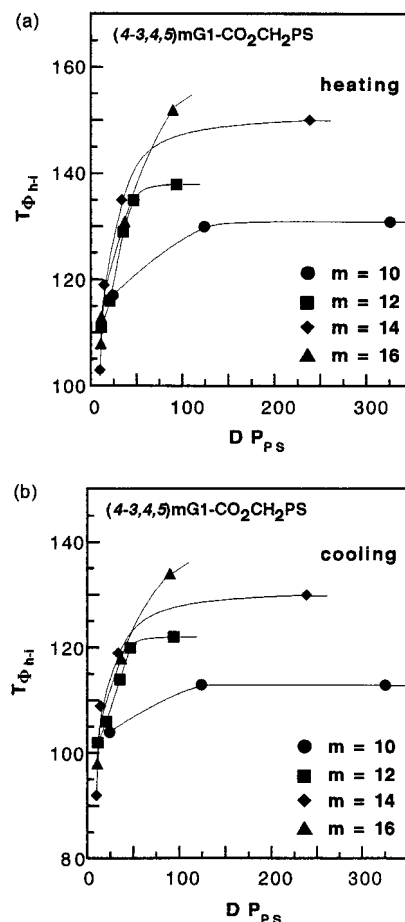 (a)
(4-3,4,5)mG1-CO₂CH₂PS
heating
160
140
120
100
TΦh-i
m = 10
m = 12
m = 14
m = 16
0 100 200 300
D P_PS
(b)
(4-3,4,5)mG1-CO₂CH₂PS
cooling
140
120
100
80
TΦh-i
m = 10
m = 12
m = 14
m = 16
0 100 200 300
D P_PS